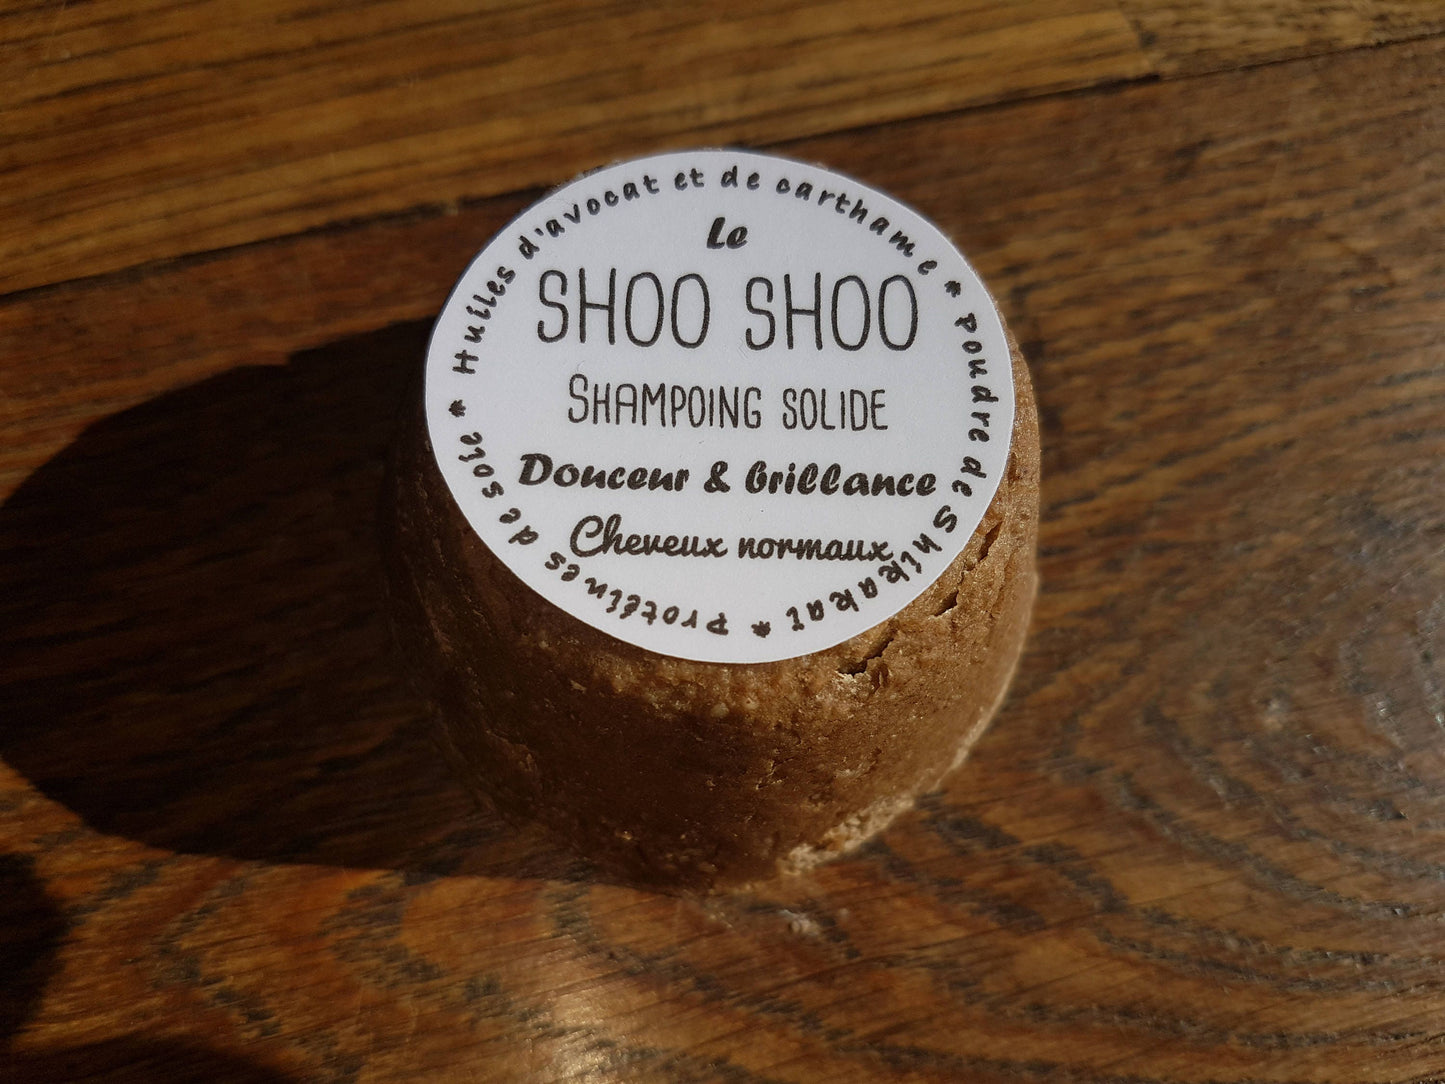 Le
SHOO SHOO
SHAMPOING SOLIDE
Douceur & brillance
Cheveux normaux
Huiles d'avocat et de carthame * Poudre de Shikakaï * Protéines de soie *